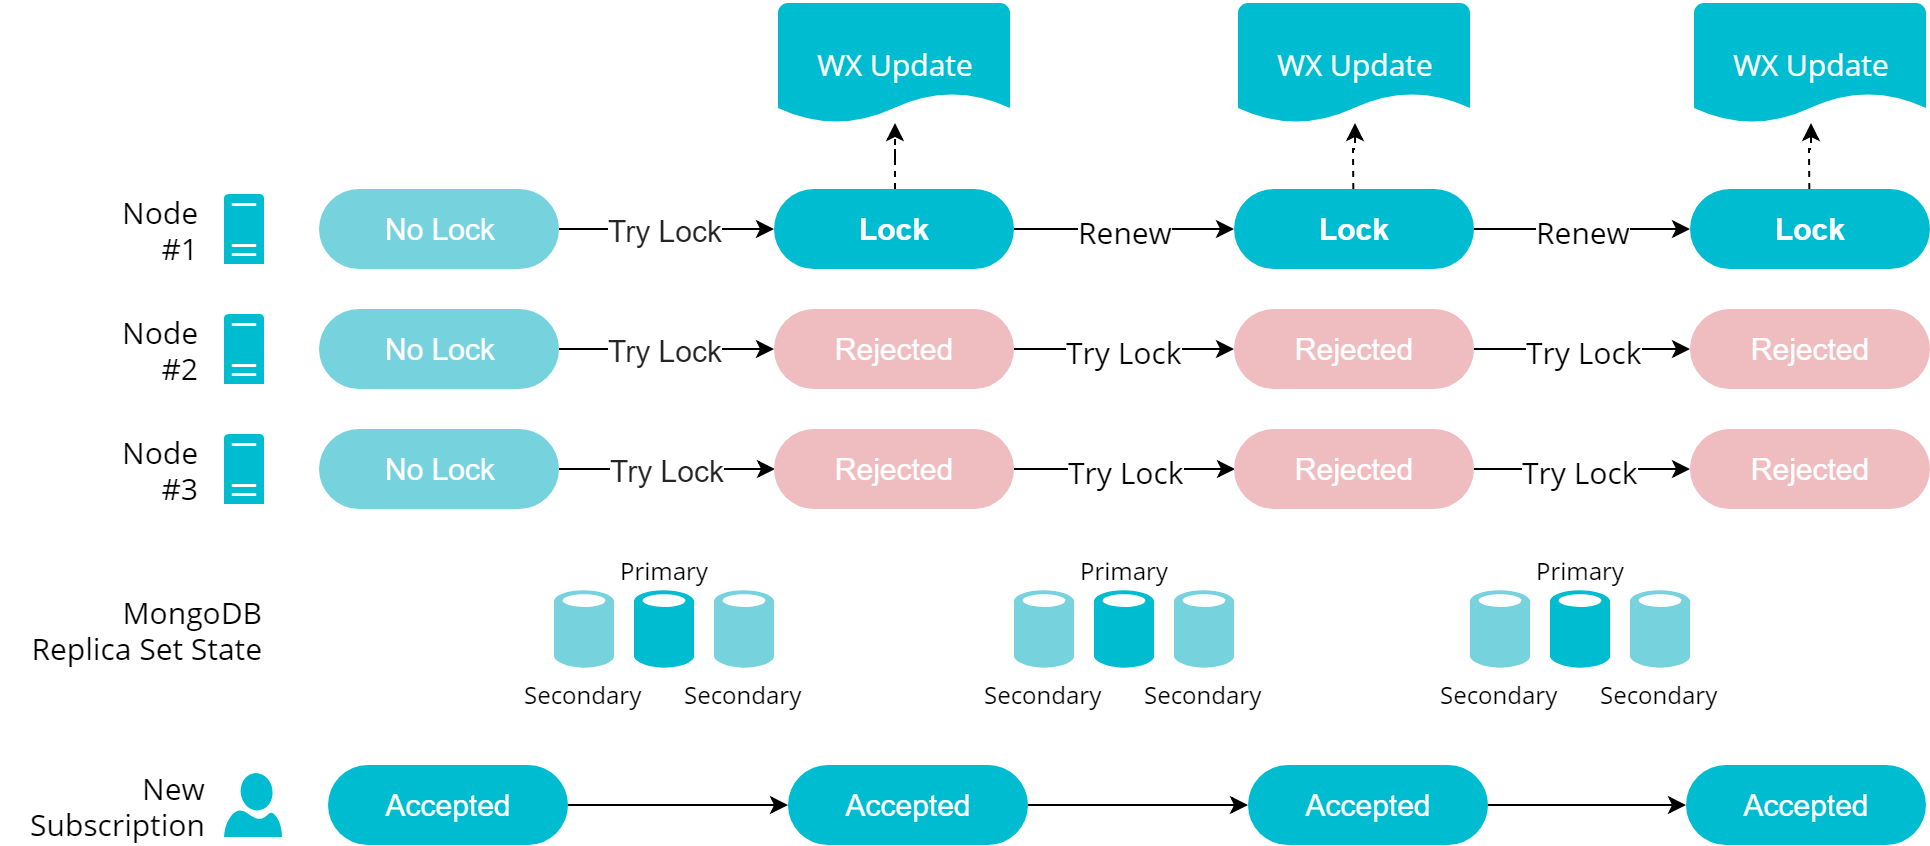 WX Update
WX Update
WX Update
Node
#1
No Lock
Try Lock
Lock
Renew
Lock
Renew
Lock
Node
#2
No Lock
Try Lock
Rejected
Try Lock
Rejected
Try Lock
Rejected
Node
#3
No Lock
Try Lock
Rejected
Try Lock
Rejected
Try Lock
Rejected
MongoDB
Replica Set State
Primary
Secondary
Secondary
Primary
Secondary
Secondary
Primary
Secondary
Secondary
New
Subscription
Accepted
Accepted
Accepted
Accepted